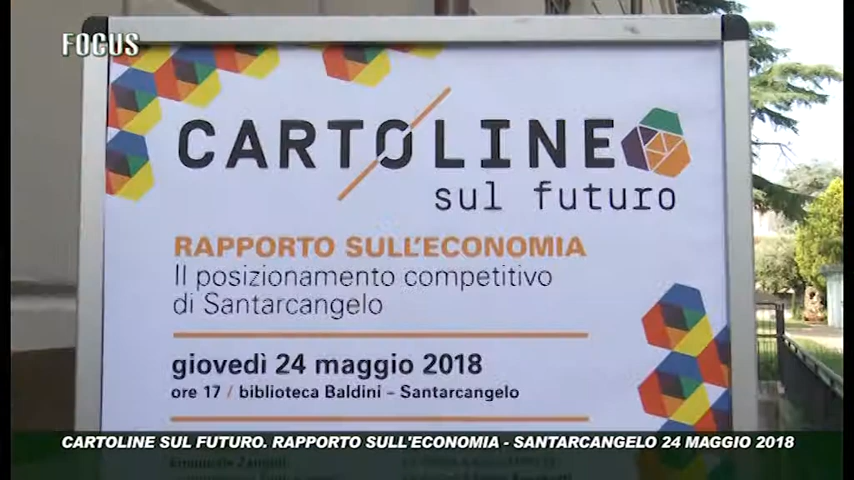 FOCUS
CARTOLINE
sul futuro
RAPPORTO SULL'ECONOMIA
Il posizionamento competitivo
di Santarcangelo
giovedì 24 maggio 2018
ore 17 / biblioteca Baldini – Santarcangelo
CARTOLINE SUL FUTURO. RAPPORTO SULL'ECONOMIA - SANTARCANGELO 24 MAGGIO 2018